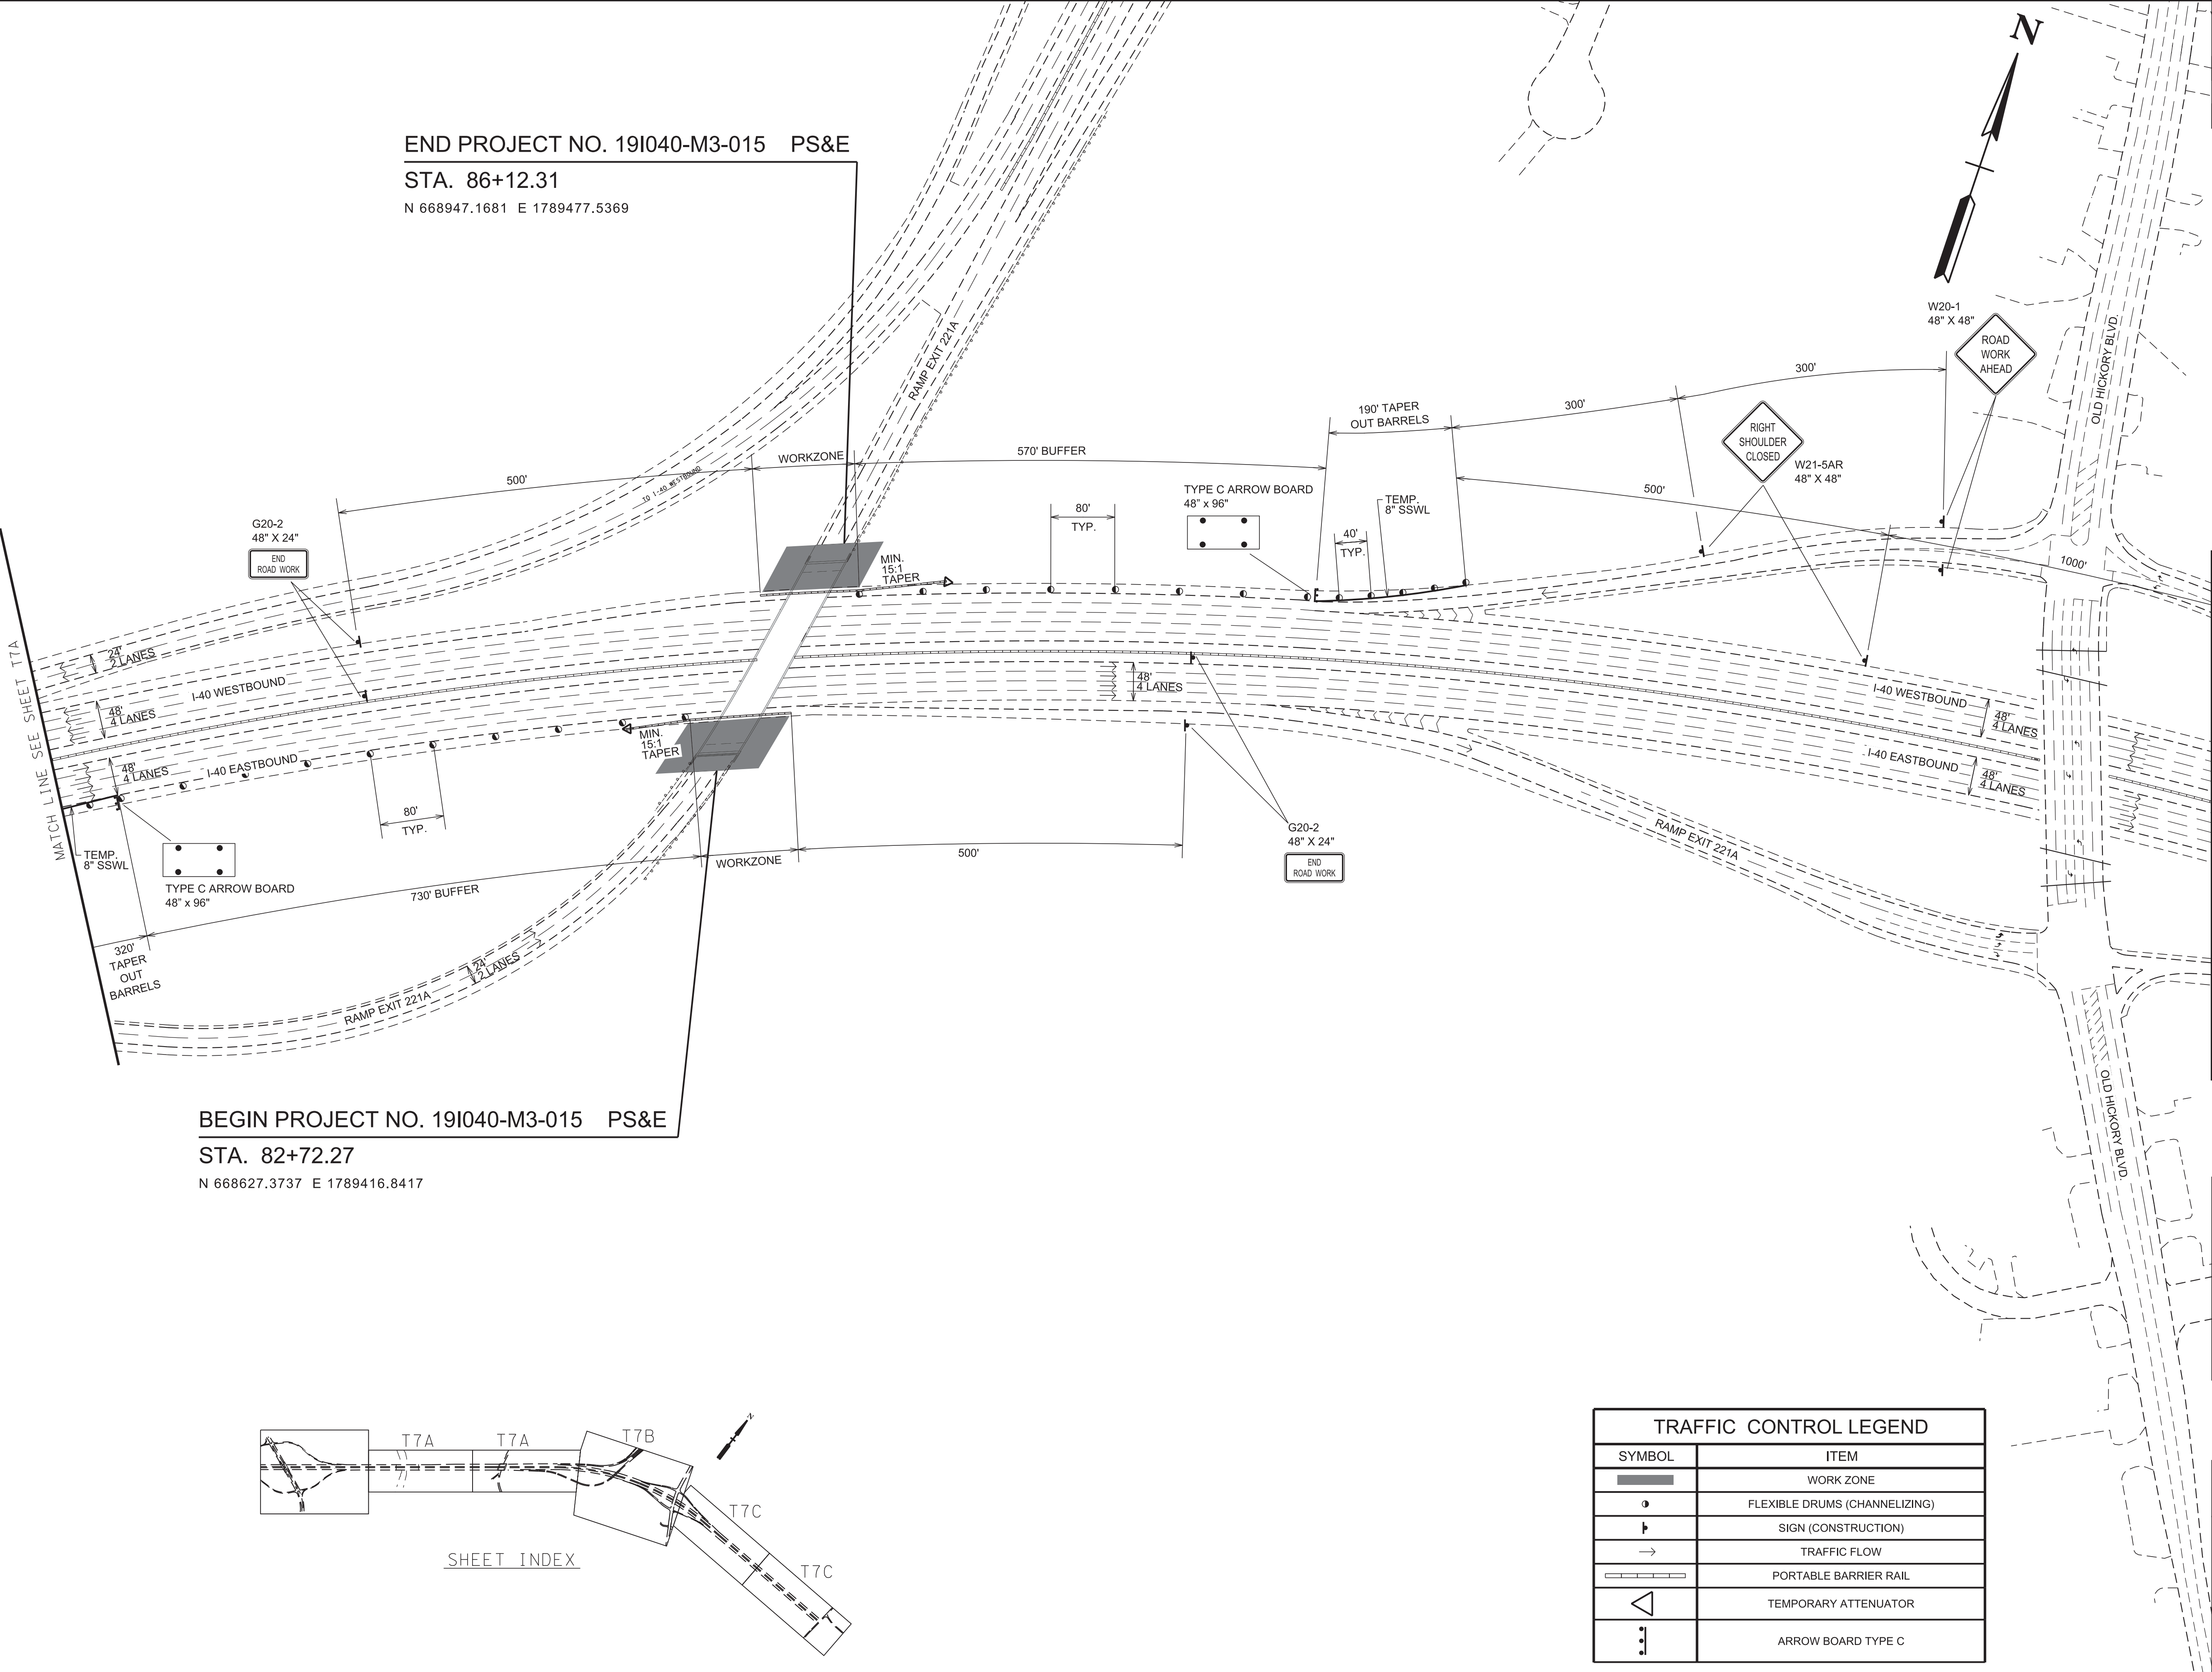 N
END PROJECT NO. 19I040-M3-015 PS&E
STA. 86+12.31
N 668947.1681 E 1789477.5369
W20-1
48" X 48"
ROAD
WORK
AHEAD
OLD HICKORY BLVD.
RAMP EXIT 221A
300'
300'
190' TAPER
OUT BARRELS
RIGHT
SHOULDER
CLOSED
W21-5AR
48" X 48"
WORKZONE
570' BUFFER
500'
TO I-40 WESTBOUND
500'
TYPE C ARROW BOARD
48" x 96"
TEMP.
8" SSWL
80'
TYP.
40'
TYP.
G20-2
48" X 24"
END
ROAD WORK
MIN.
15:1
TAPER
1000'
MATCH LINE SEE SHEET T7A
24'
2 LANES
I-40 WESTBOUND
48'
4 LANES
48'
4 LANES
I-40 WESTBOUND
48'
4 LANES
MIN.
15:1
TAPER
I-40 EASTBOUND
48'
4 LANES
I-40 EASTBOUND
48'
4 LANES
80'
TYP.
TEMP.
8" SSWL
TYPE C ARROW BOARD
48" x 96"
730' BUFFER
WORKZONE
500'
G20-2
48" X 24"
END
ROAD WORK
RAMP EXIT 221A
320'
TAPER
OUT
BARRELS
24'
2 LANES
RAMP EXIT 221A
OLD HICKORY BLVD.
BEGIN PROJECT NO. 19I040-M3-015 PS&E
STA. 82+72.27
N 668627.3737 E 1789416.8417
T7A
T7A
T7B
N
T7C
T7C
SHEET INDEX
TRAFFIC CONTROL LEGEND
SYMBOL ITEM
WORK ZONE
FLEXIBLE DRUMS (CHANNELIZING)
SIGN (CONSTRUCTION)
TRAFFIC FLOW
PORTABLE BARRIER RAIL
TEMPORARY ATTENUATOR
ARROW BOARD TYPE C